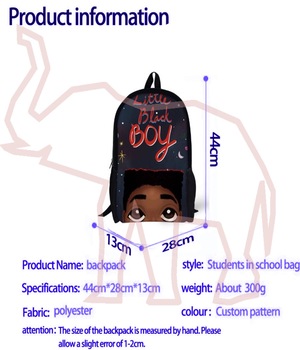 Product information
Little
Black
BOY
44cm
13cm
28cm
Product Name: backpack
style: Students in school bag
Specifications: 44cm*28cm*13cm
weight: About 300g
Fabric: polyester
colour: Custom pattern
attention: The size of the backpack is measured by hand. Please
allow a slight error of 1-2cm.